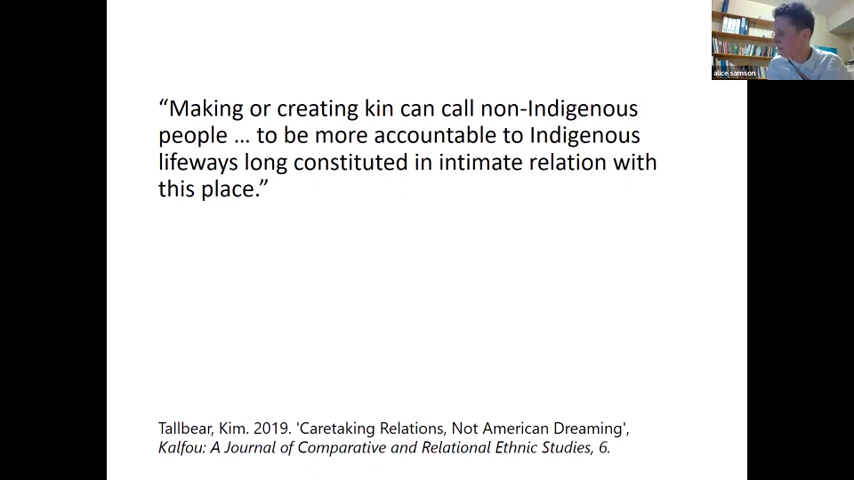 alice samson
“Making or creating kin can call non-Indigenous
people … to be more accountable to Indigenous
lifeways long constituted in intimate relation with
this place.”
Tallbear, Kim. 2019. 'Caretaking Relations, Not American Dreaming',
Kalfou: A Journal of Comparative and Relational Ethnic Studies, 6.